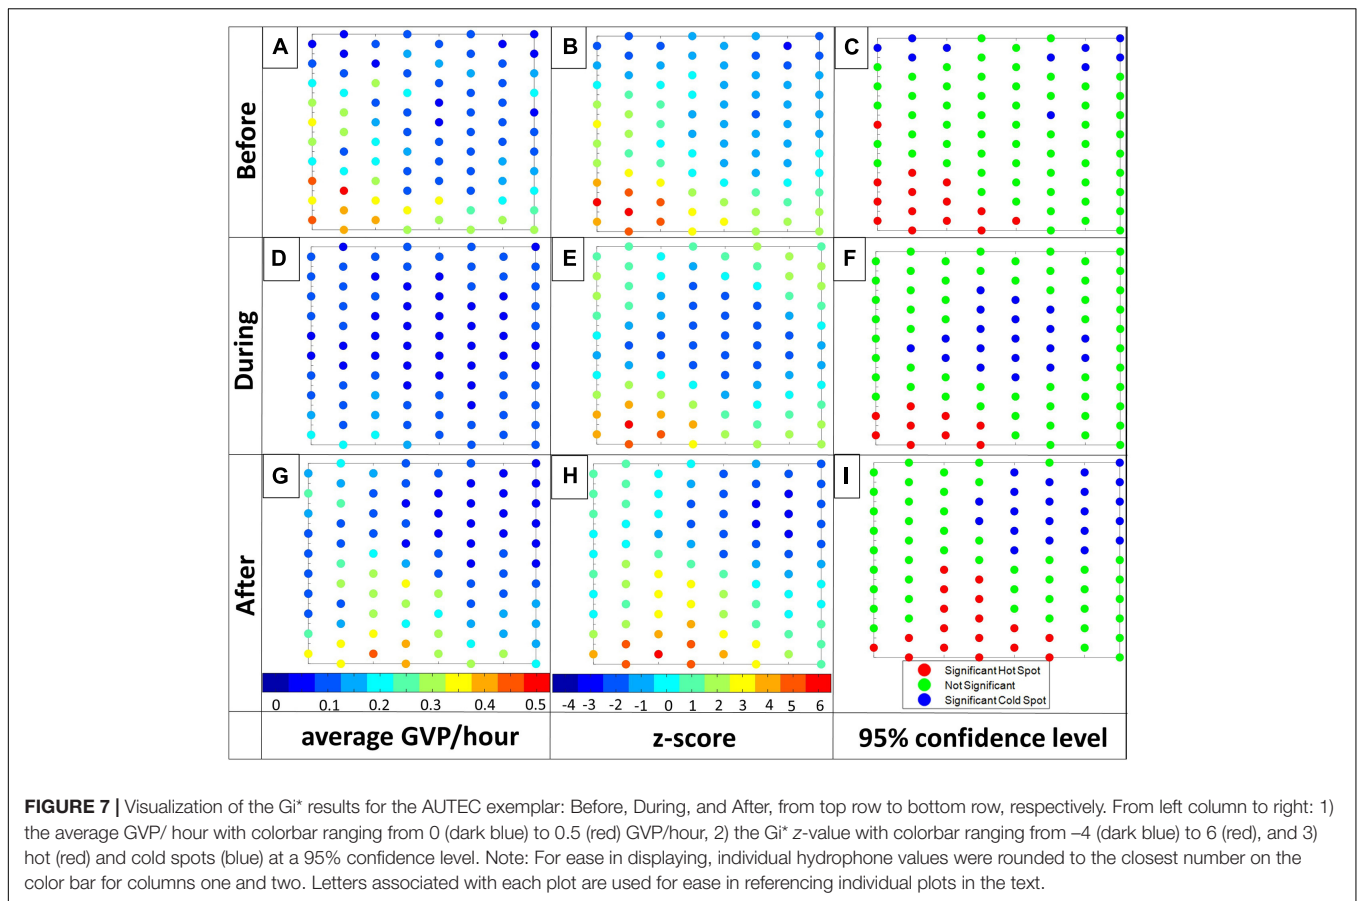 A
B
C
Before
D
E
F
During
G
H
I
After
0 0.1 0.2 0.3 0.4 0.5
-4 -3 -2 -1 0 1 2 3 4 5 6
Significant Hot Spot
Not Significant
Significant Cold Spot
average GVP/hour
z-score
95% confidence level
FIGURE 7 | Visualization of the Gi* results for the AUTEC exemplar: Before, During, and After, from top row to bottom row, respectively. From left column to right: 1)
the average GVP/ hour with colorbar ranging from 0 (dark blue) to 0.5 (red) GVP/hour, 2) the Gi* z-value with colorbar ranging from –4 (dark blue) to 6 (red), and 3)
hot (red) and cold spots (blue) at a 95% confidence level. Note: For ease in displaying, individual hydrophone values were rounded to the closest number on the
color bar for columns one and two. Letters associated with each plot are used for ease in referencing individual plots in the text.